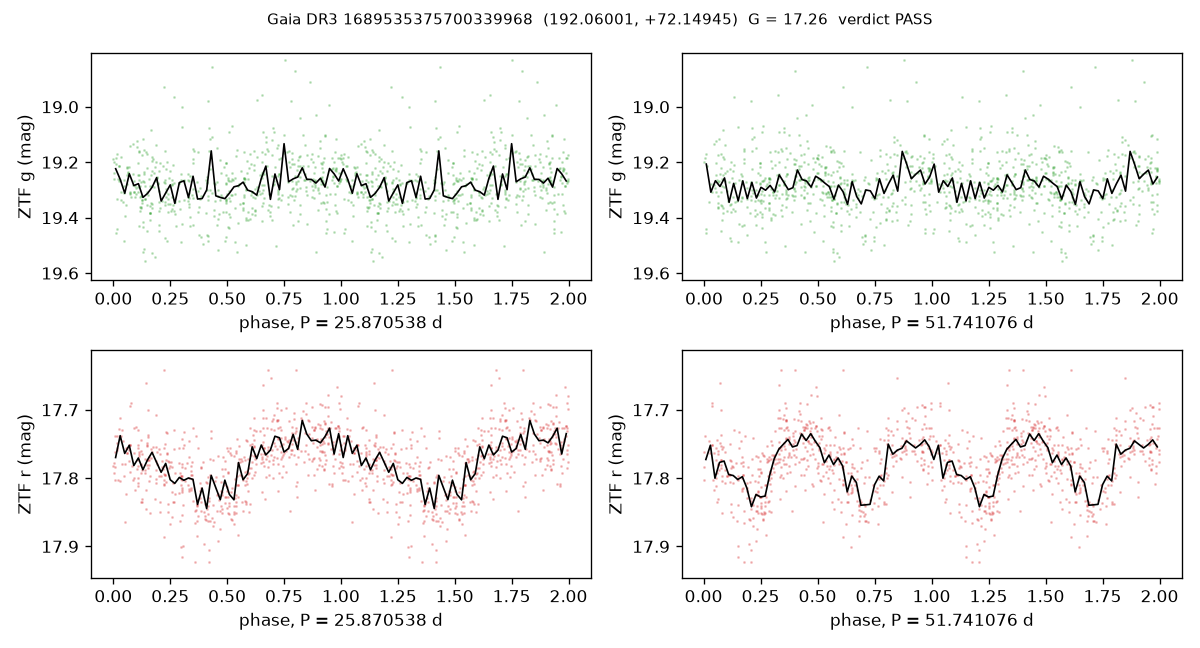 Gaia DR3 1689535375700339968 (192.06001, +72.14945) G = 17.26 verdict PASS
ZTF g (mag)
19.0
19.2
19.4
19.6
0.00 0.25 0.50 0.75 1.00 1.25 1.50 1.75 2.00
phase, P = 25.870538 d
ZTF g (mag)
19.0
19.2
19.4
19.6
0.00 0.25 0.50 0.75 1.00 1.25 1.50 1.75 2.00
phase, P = 51.741076 d
ZTF r (mag)
17.7
17.8
17.9
0.00 0.25 0.50 0.75 1.00 1.25 1.50 1.75 2.00
phase, P = 25.870538 d
ZTF r (mag)
17.7
17.8
17.9
0.00 0.25 0.50 0.75 1.00 1.25 1.50 1.75 2.00
phase, P = 51.741076 d